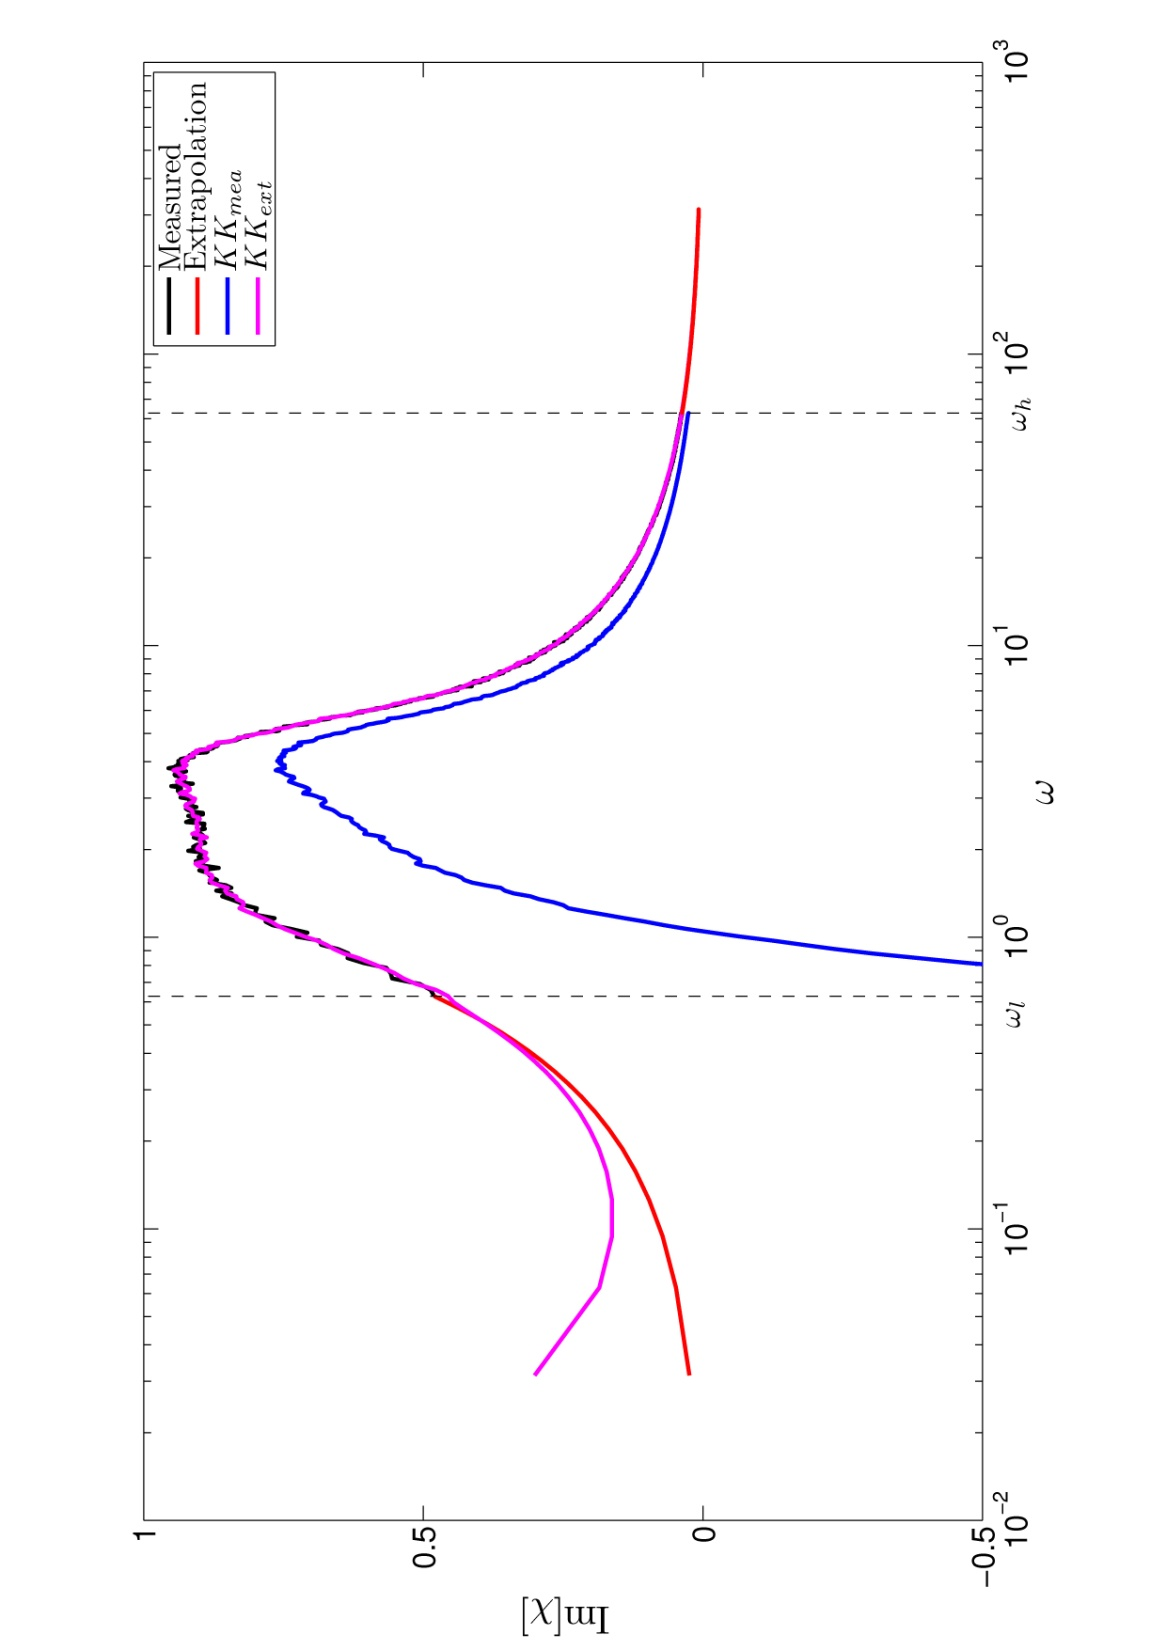 Measured
Extrapolation
KK_mea
KK_ext
1
0.5
0
−0.5
Im[χ]
10^−2
10^−1
ω_l
10^0
10^1
ω_h
10^2
10^3
ω